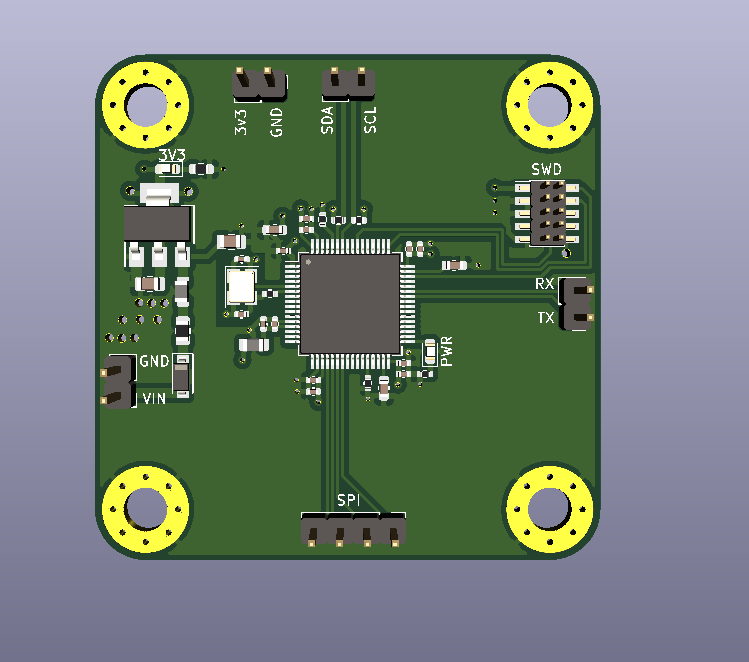 3v3
GND
SDA
SCL
3V3
SWD
RX
TX
GND
VIN
PWR
SPI